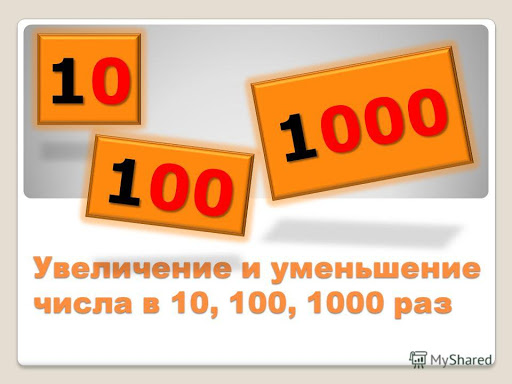 10
100
1000
Увеличение и уменьшение
числа в 10, 100, 1000 раз
MyShared